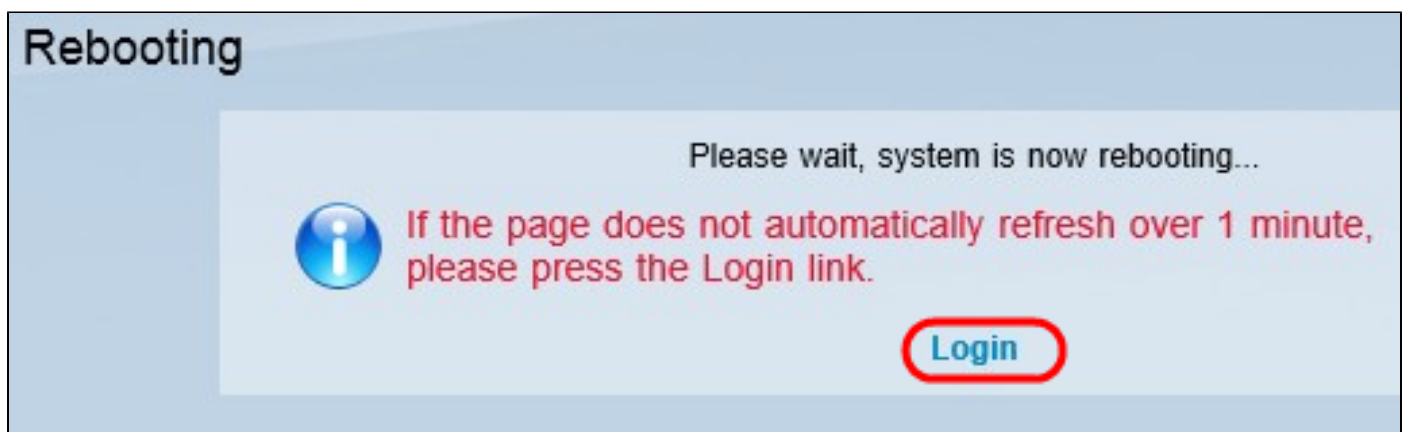 Rebooting
Please wait, system is now rebooting...
If the page does not automatically refresh over 1 minute,
please press the Login link.
Login